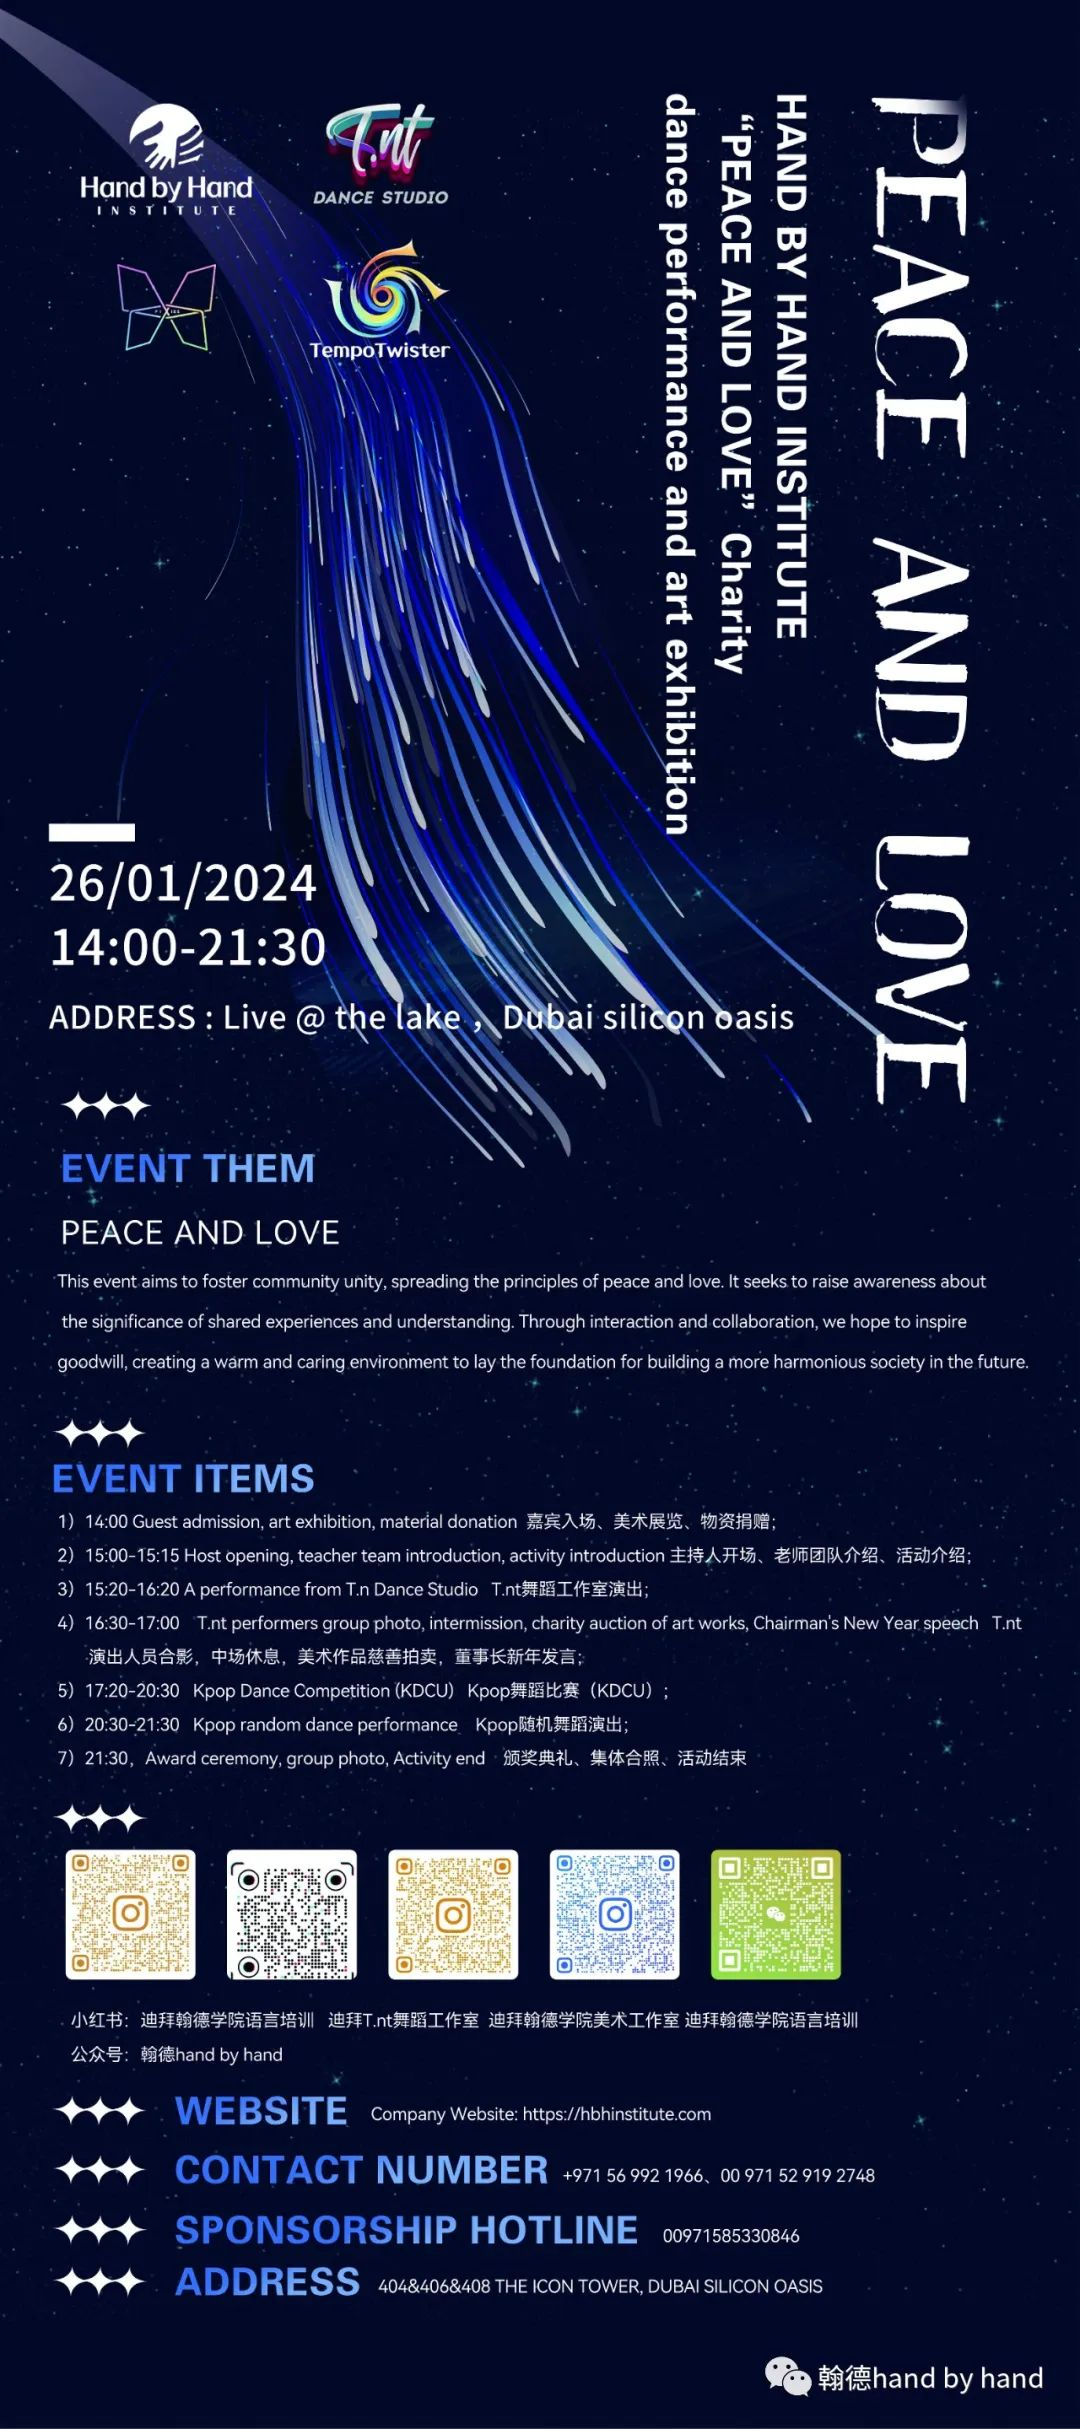 Hand by Hand
INSTITUTE
T.nt
DANCE STUDIO
TempoTwister
PEACE AND LOVE
HAND BY HAND INSTITUTE
“PEACE AND LOVE” Charity
dance performance and art exhibition
26/01/2024
14:00-21:30
ADDRESS : Live @ the lake ，Dubai silicon oasis
EVENT THEM
PEACE AND LOVE
This event aims to foster community unity, spreading the principles of peace and love. It seeks to raise awareness about
the significance of shared experiences and understanding. Through interaction and collaboration, we hope to inspire
goodwill, creating a warm and caring environment to lay the foundation for building a more harmonious society in the future.
EVENT ITEMS
1）14:00 Guest admission, art exhibition, material donation 嘉宾入场、美术展览、物资捐赠；
2）15:00-15:15 Host opening, teacher team introduction, activity introduction 主持人开场、老师团队介绍、活动介绍；
3）15:20-16:20 A performance from T.n Dance Studio T.nt舞蹈工作室演出；
4）16:30-17:00 T.nt performers group photo, intermission, charity auction of art works, Chairman's New Year speech T.nt
演出人员合影，中场休息，美术作品慈善拍卖，董事长新年发言；
5）17:20-20:30 Kpop Dance Competition (KDCU) Kpop舞蹈比赛（KDCU）；
6）20:30-21:30 Kpop random dance performance Kpop随机舞蹈演出；
7）21:30，Award ceremony, group photo, Activity end 颁奖典礼、集体合照、活动结束
小红书：迪拜翰德学院语言培训 迪拜T.nt舞蹈工作室 迪拜翰德学院美术工作室 迪拜翰德学院语言培训
公众号：翰德hand by hand
WEBSITE Company Website: https://hbhinstitute.com
CONTACT NUMBER +971 56 992 1966、00 971 52 919 2748
SPONSORSHIP HOTLINE 00971585330846
ADDRESS 404&406&408 THE ICON TOWER, DUBAI SILICON OASIS
翰德hand by hand